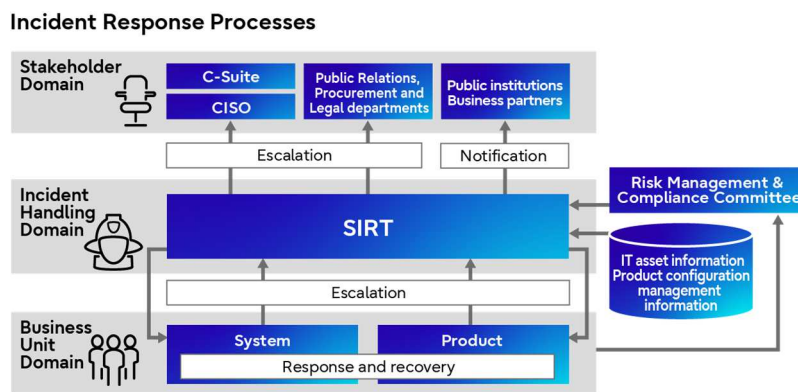 Incident Response Processes
Stakeholder
Domain
C-Suite
CISO
Public Relations,
Procurement and
Legal departments
Public institutions
Business partners
Escalation
Notification
Incident
Handling
Domain
SIRT
Risk Management &
Compliance Committee
IT asset information
Product configuration
management
information
Escalation
Business
Unit
Domain
System
Product
Response and recovery